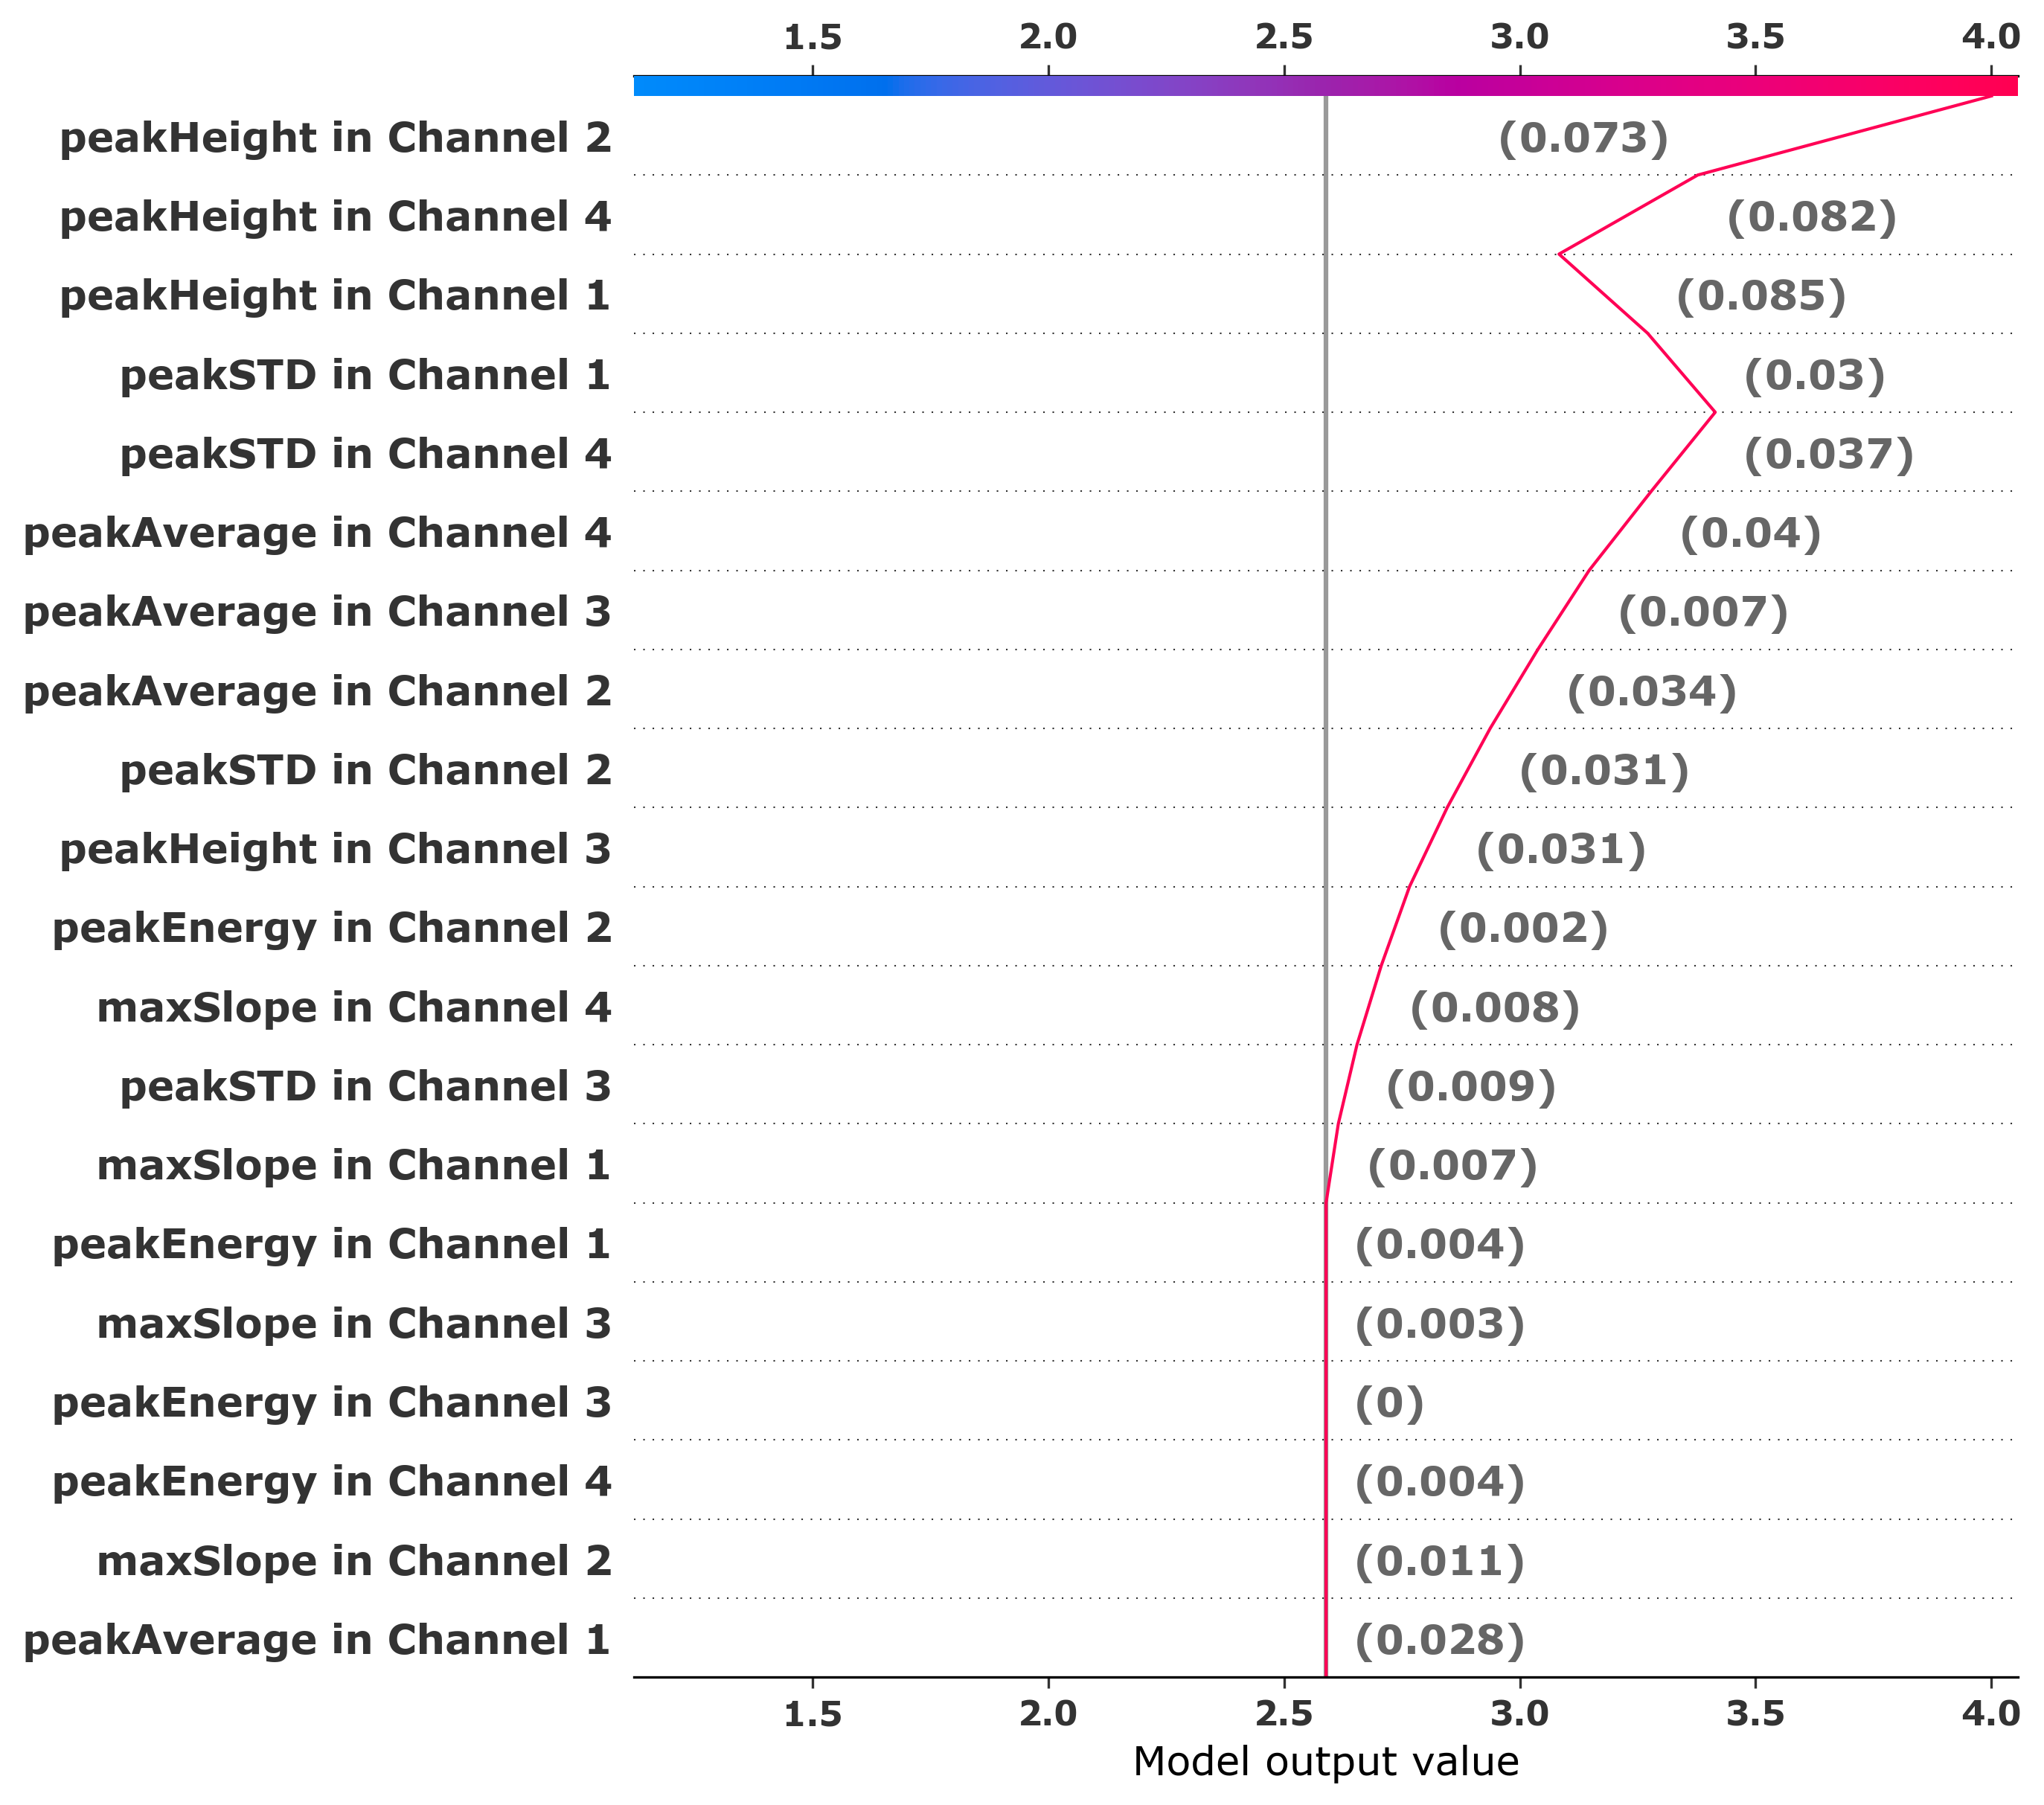 1.5 2.0 2.5 3.0 3.5 4.0
peakHeight in Channel 2 (0.073)
peakHeight in Channel 4 (0.082)
peakHeight in Channel 1 (0.085)
peakSTD in Channel 1 (0.03)
peakSTD in Channel 4 (0.037)
peakAverage in Channel 4 (0.04)
peakAverage in Channel 3 (0.007)
peakAverage in Channel 2 (0.034)
peakSTD in Channel 2 (0.031)
peakHeight in Channel 3 (0.031)
peakEnergy in Channel 2 (0.002)
maxSlope in Channel 4 (0.008)
peakSTD in Channel 3 (0.009)
maxSlope in Channel 1 (0.007)
peakEnergy in Channel 1 (0.004)
maxSlope in Channel 3 (0.003)
peakEnergy in Channel 3 (0)
peakEnergy in Channel 4 (0.004)
maxSlope in Channel 2 (0.011)
peakAverage in Channel 1 (0.028)
1.5 2.0 2.5 3.0 3.5 4.0
Model output value